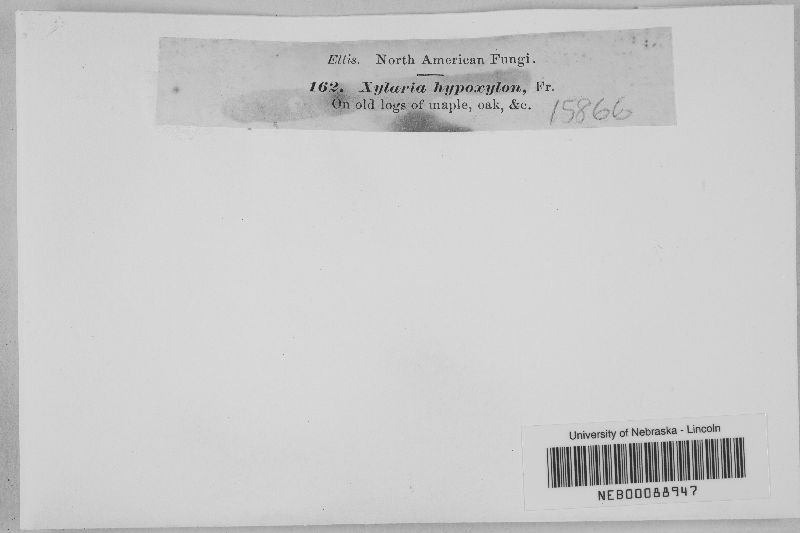 Ellis. North American Fungi.
162. Xylaria hypoxylon, Fr.
On old logs of maple, oak, &c. 15866
University of Nebraska - Lincoln
NEB00088947